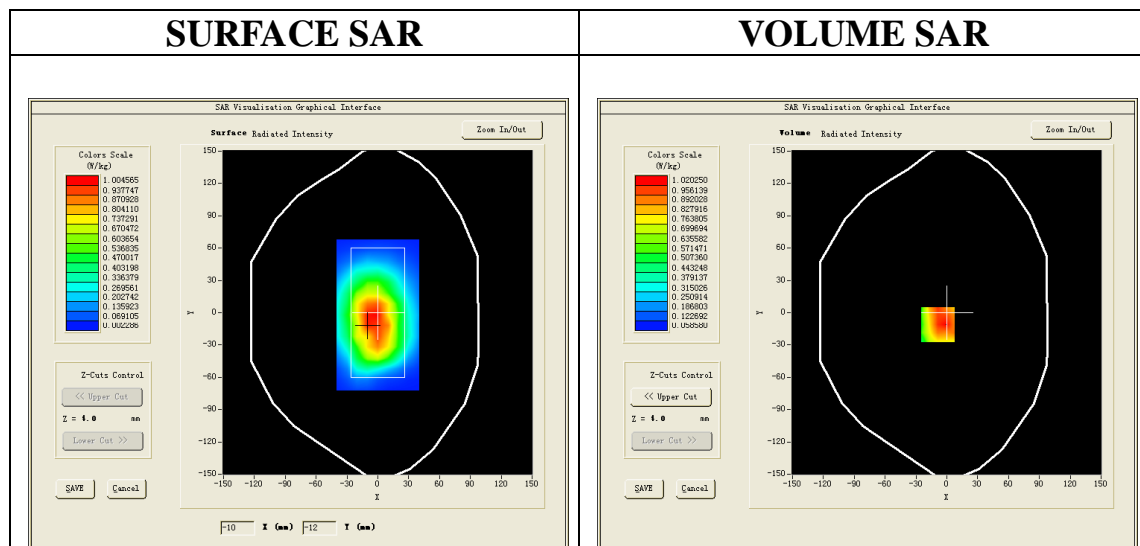 SURFACE SAR
VOLUME SAR
SAR Visualisation Graphical Interface
Surface Radiated Intensity
Zoom In/Out
Colors Scale
(W/kg)
1.004565
0.937747
0.870928
0.804110
0.737291
0.670472
0.603654
0.536835
0.470017
0.403198
0.336379
0.269561
0.202742
0.135923
0.069105
0.002286
150
120
90
60
30
0
-30
-60
-90
-120
-150
Y
-150 -120 -90 -60 -30 0 30 60 90 120 150
X
Z-Cuts Control
<< Upper Cut
Z = 4.0 mm
Lower Cut >>
SAVE
Cancel
-10 X (mm) -12 Y (mm)
SAR Visualisation Graphical Interface
Volume Radiated Intensity
Zoom In/Out
Colors Scale
(W/kg)
1.020250
0.956139
0.892028
0.827916
0.763805
0.699694
0.635582
0.571471
0.507360
0.443248
0.379137
0.315026
0.250914
0.186803
0.122692
0.058580
150
120
90
60
30
0
-30
-60
-90
-120
-150
Y
-150 -120 -90 -60 -30 0 30 60 90 120 150
X
Z-Cuts Control
<< Upper Cut
Z = 4.0 mm
Lower Cut >>
SAVE
Cancel